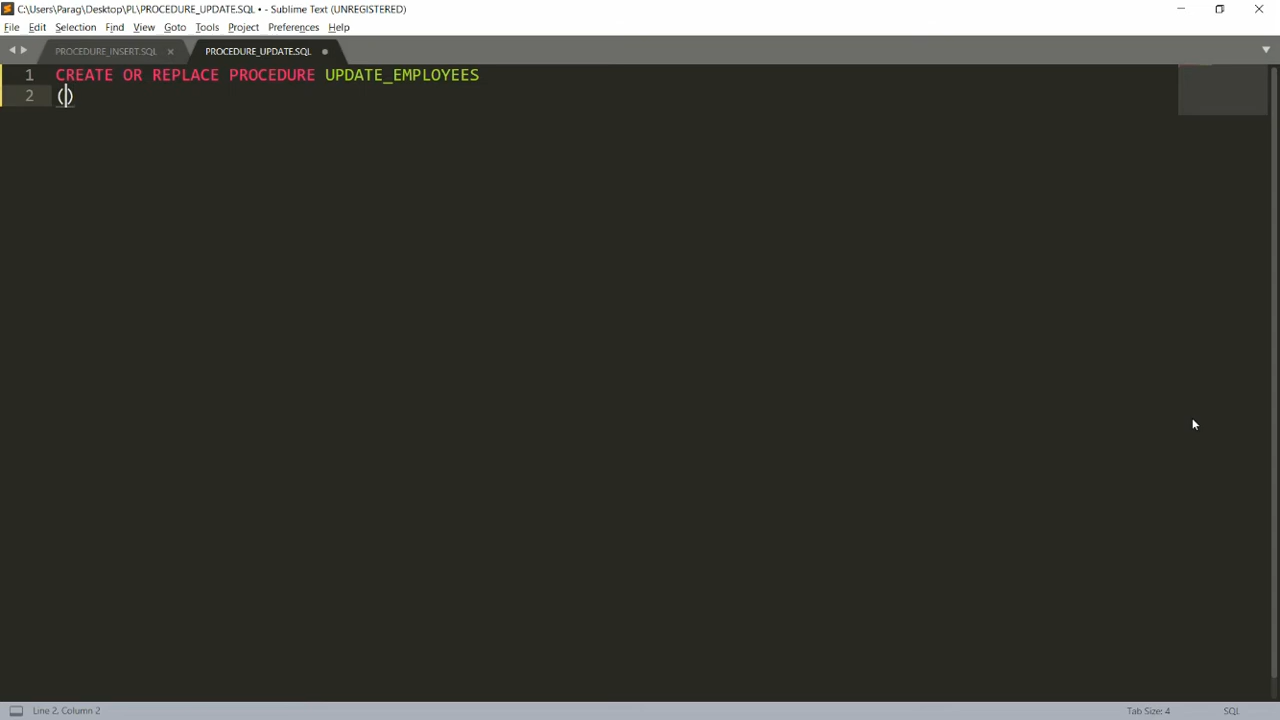 C:\Users\Parag\Desktop\PL\PROCEDURE_UPDATE.SQL • - Sublime Text (UNREGISTERED)
File Edit Selection Find View Goto Tools Project Preferences Help
PROCEDURE_INSERT.SQL × PROCEDURE_UPDATE.SQL
1 CREATE OR REPLACE PROCEDURE UPDATE_EMPLOYEES
2 ()
Line 2, Column 2 Tab Size: 4 SQL